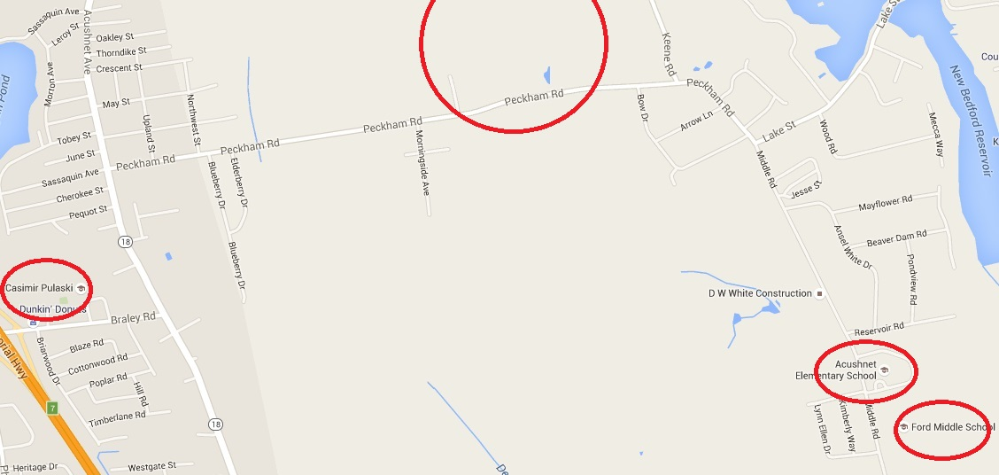 Sassaquin Ave
Leroy St
Acushnet Ave
Oakley St
Thorndike St
Crescent St
Morton Ave
May St
Upland St
Northwest St
Tobey St
June St
Sassaquin Ave
Cherokee St
Pequot St
Peckham Rd
Peckham Rd
Peckham Rd
Peckham Rd
Peckham Rd
Keene Rd
Lake St
New Bedford Reservoir
Bow Dr
Arrow Ln
Lake St
Wood Rd
Mecca Way
Morningside Ave
Blueberry Dr
Elderberry Dr
Blueberry Dr
Middle Rd
Jesse St
Mayflower Rd
Ansel White Dr
Beaver Dam Rd
Pondview Rd
18
Casimir Pulaski
Dunkin' Donuts
Braley Rd
D W White Construction
Reservoir Rd
Briarwood Dr
Blaze Rd
Cottonwood Rd
Poplar Rd
Hill Rd
Timberlane Rd
7
18
Acushnet
Elementary School
Lynn Ellen Dr
Kimberly Way
Middle Rd
Ford Middle School
Heritage Dr
Westgate St
Pond
orial Hwy
Cou
De